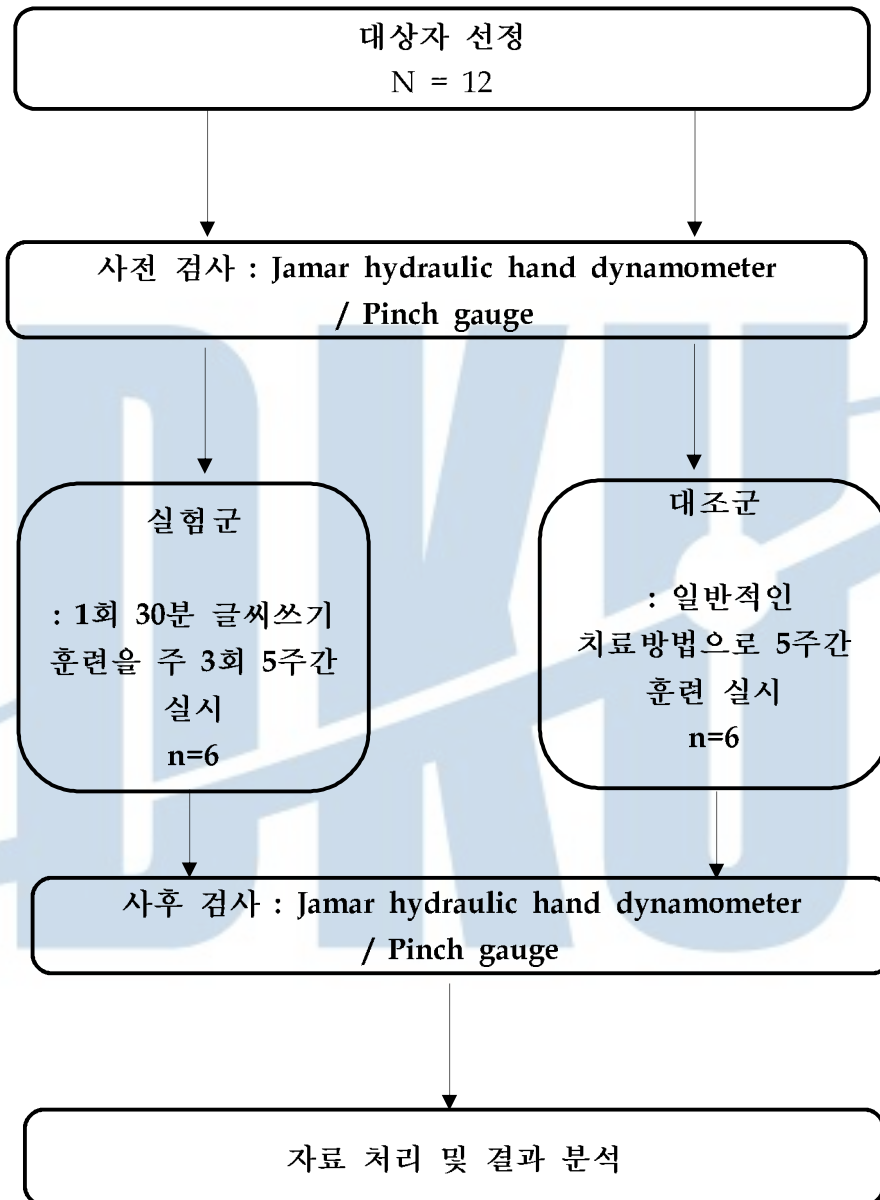 대상자 선정
N = 12
사전 검사 : Jamar hydraulic hand dynamometer
/ Pinch gauge
실험군
: 1회 30분 글씨쓰기
훈련을 주 3회 5주간
실시
n=6
대조군
: 일반적인
치료방법으로 5주간
훈련 실시
n=6
사후 검사 : Jamar hydraulic hand dynamometer
/ Pinch gauge
자료 처리 및 결과 분석
DKU